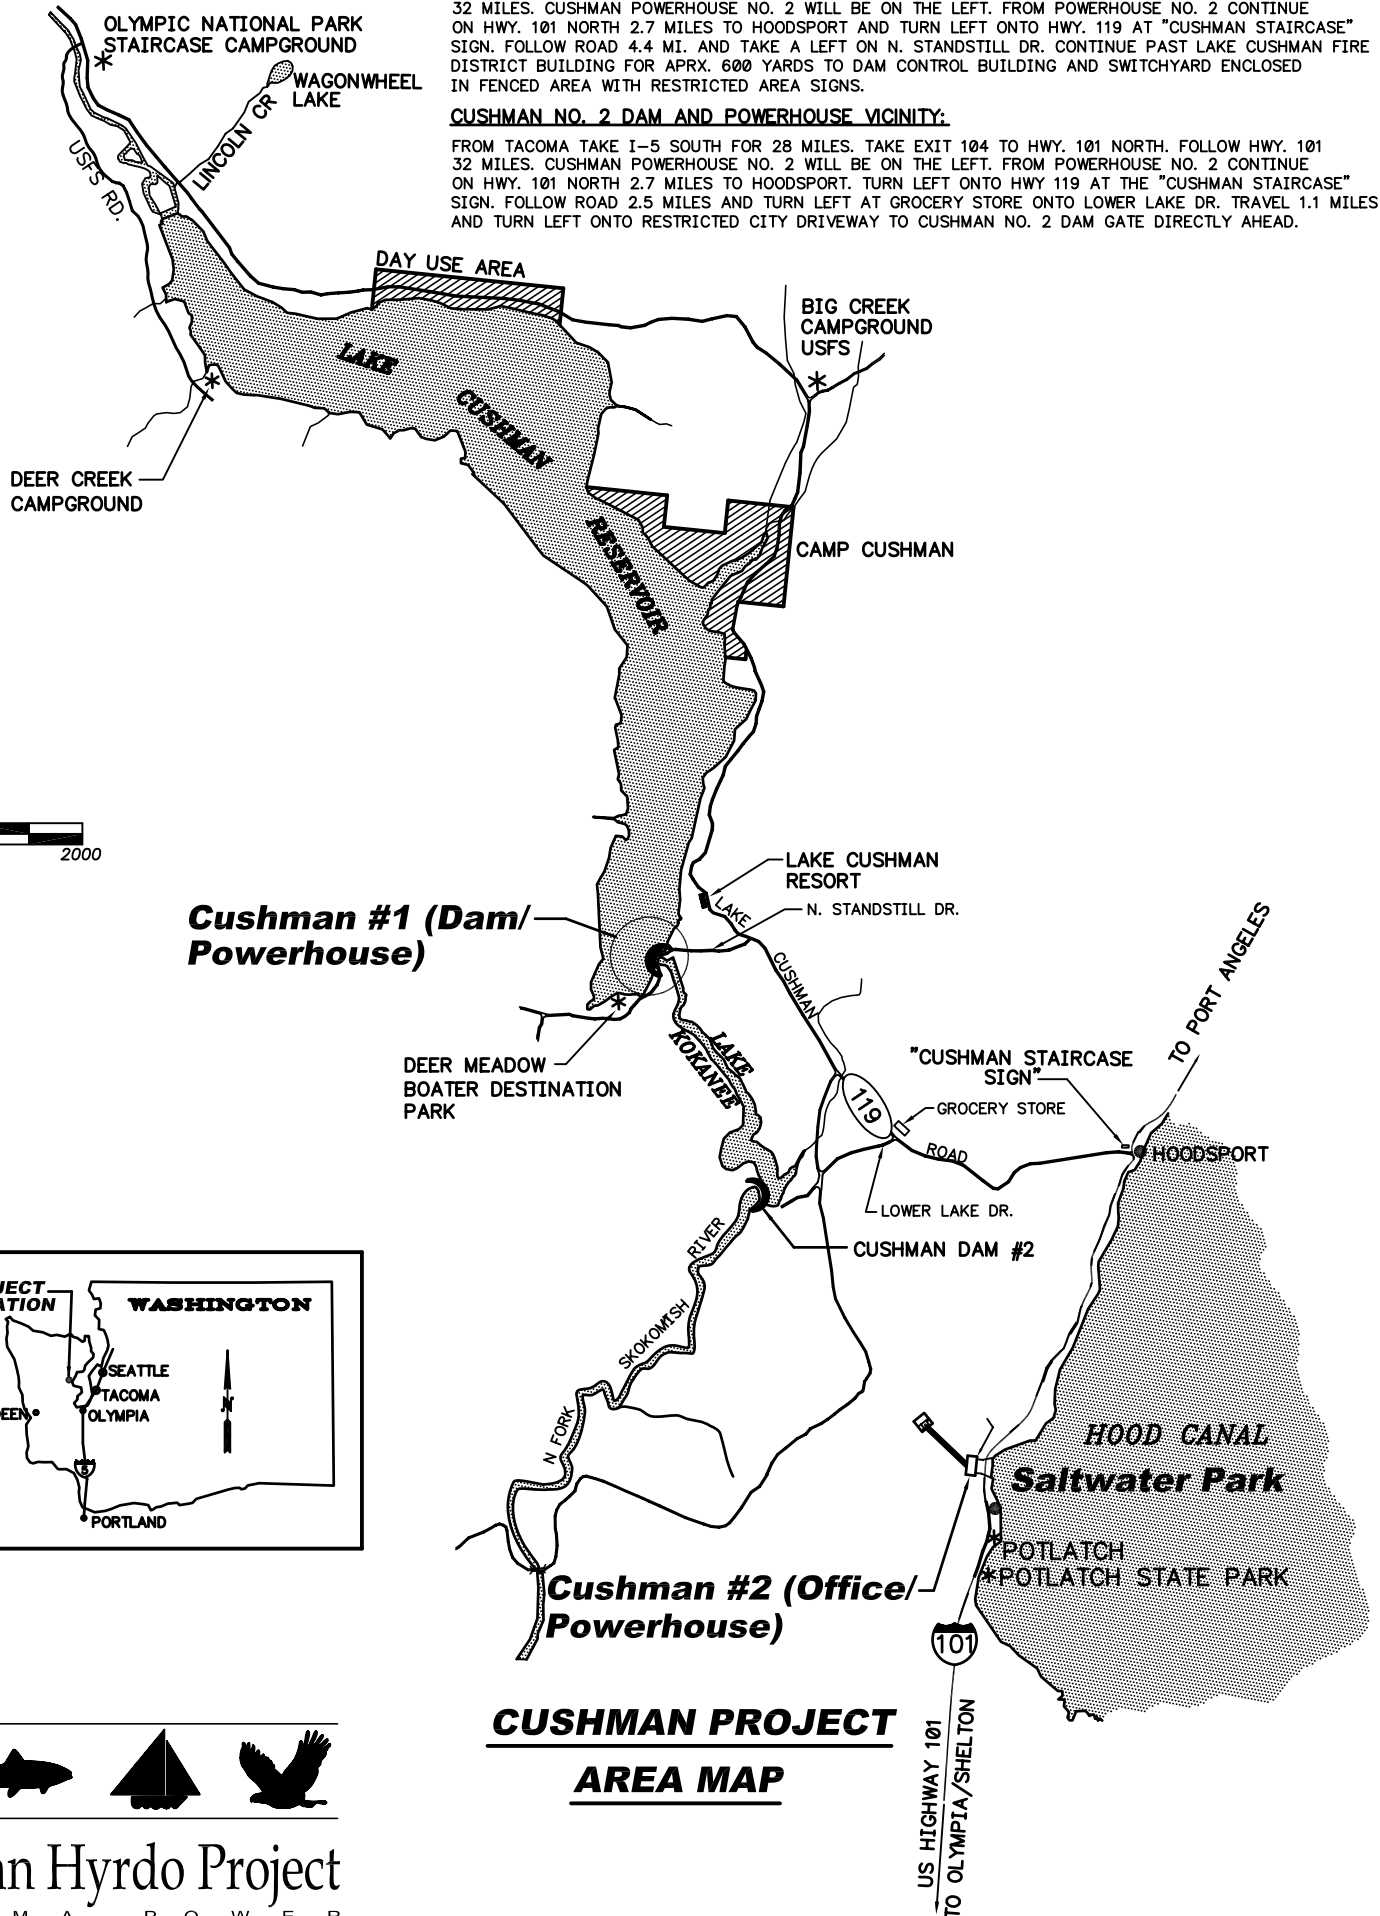 32 MILES. CUSHMAN POWERHOUSE NO. 2 WILL BE ON THE LEFT. FROM POWERHOUSE NO. 2 CONTINUE
ON HWY. 101 NORTH 2.7 MILES TO HOODSPORT AND TURN LEFT ONTO HWY. 119 AT "CUSHMAN STAIRCASE"
SIGN. FOLLOW ROAD 4.4 MI. AND TAKE A LEFT ON N. STANDSTILL DR. CONTINUE PAST LAKE CUSHMAN FIRE
DISTRICT BUILDING FOR APRX. 600 YARDS TO DAM CONTROL BUILDING AND SWITCHYARD ENCLOSED
IN FENCED AREA WITH RESTRICTED AREA SIGNS.
CUSHMAN NO. 2 DAM AND POWERHOUSE VICINITY:
FROM TACOMA TAKE I-5 SOUTH FOR 28 MILES. TAKE EXIT 104 TO HWY. 101 NORTH. FOLLOW HWY. 101
32 MILES. CUSHMAN POWERHOUSE NO. 2 WILL BE ON THE LEFT. FROM POWERHOUSE NO. 2 CONTINUE
ON HWY. 101 NORTH 2.7 MILES TO HOODSPORT. TURN LEFT ONTO HWY 119 AT THE "CUSHMAN STAIRCASE"
SIGN. FOLLOW ROAD 2.5 MILES AND TURN LEFT AT GROCERY STORE ONTO LOWER LAKE DR. TRAVEL 1.1 MILES
AND TURN LEFT ONTO RESTRICTED CITY DRIVEWAY TO CUSHMAN NO. 2 DAM GATE DIRECTLY AHEAD.
OLYMPIC NATIONAL PARK
STAIRCASE CAMPGROUND
WAGONWHEEL
LAKE
LINCOLN CR
USFS RD.
DAY USE AREA
BIG CREEK
CAMPGROUND
USFS
LAKE
CUSHMAN
RESERVOIR
DEER CREEK
CAMPGROUND
CAMP CUSHMAN
2000
LAKE CUSHMAN
RESORT
N. STANDSTILL DR.
LAKE
CUSHMAN
ROAD
Cushman #1 (Dam/
Powerhouse)
TO PORT ANGELES
LAKE
KOKANEE
DEER MEADOW
BOATER DESTINATION
PARK
"CUSHMAN STAIRCASE
SIGN"
119
GROCERY STORE
HOODSPORT
LOWER LAKE DR.
CUSHMAN DAM #2
N FORK
SKOKOMISH
RIVER
JECT
ATION
WASHINGTON
SEATTLE
TACOMA
OLYMPIA
EEN
N
5
PORTLAND
HOOD CANAL
Saltwater Park
POTLATCH
POTLATCH STATE PARK
Cushman #2 (Office/
Powerhouse)
101
US HIGHWAY 101
TO OLYMPIA/SHELTON
CUSHMAN PROJECT
AREA MAP
an Hyrdo Project
M A P O W E R